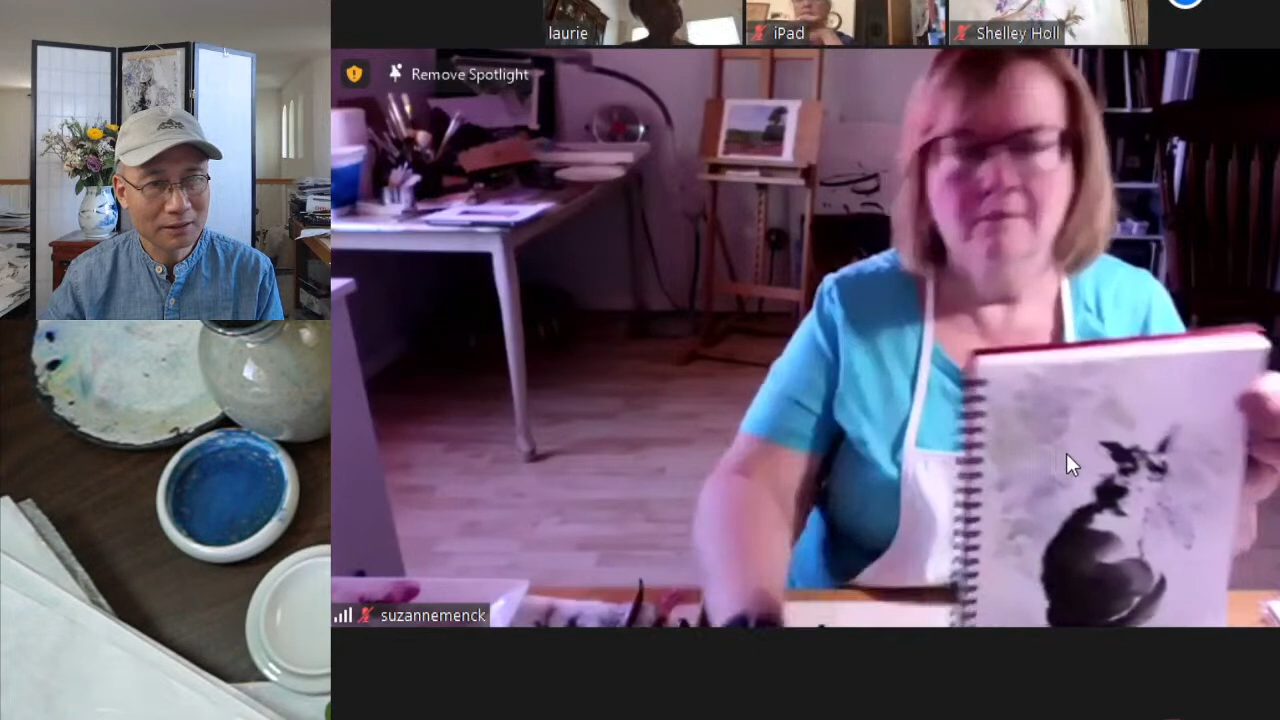 laurie
iPad
Shelley Holl
Remove Spotlight
suzannemenck